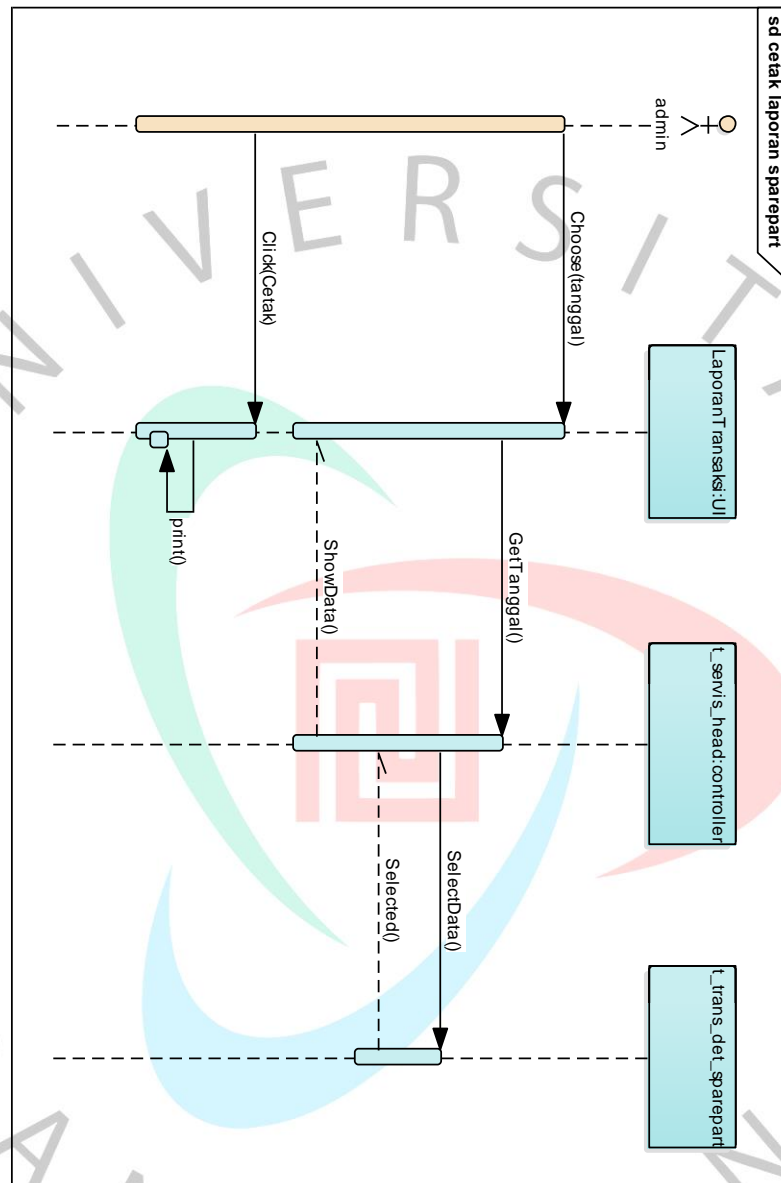 sd cetak laporan sparepart
admin
LaporanTransaksi:UI
t_servis_head:controller
t_trans_det_sparepart
Choose(tanggal)
GetTanggal()
SelectData()
Selected()
ShowData()
Click(Cetak)
print()